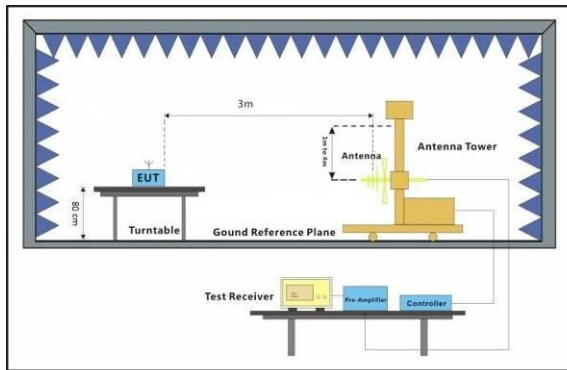 3m
1m to 4m
Antenna
Antenna Tower
EUT
80 cm
Turntable
Gound Reference Plane
Test Receiver
Pre-Amplifier
Controller